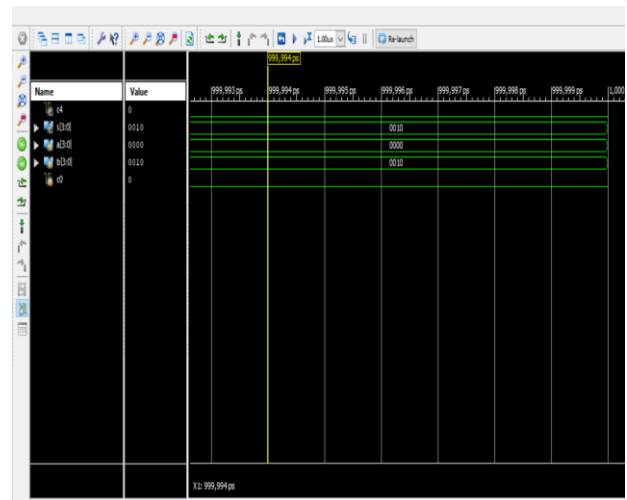 1.00us Re-launch
999,994 ps
Name Value 999,993 ps 999,994 ps 999,995 ps 999,996 ps 999,997 ps 999,998 ps 999,999 ps 1,000
c4 0
s[3:0] 0010 0010
a[3:0] 0000 0000
b[3:0] 0010 0010
c0 0
X1: 999,994 ps